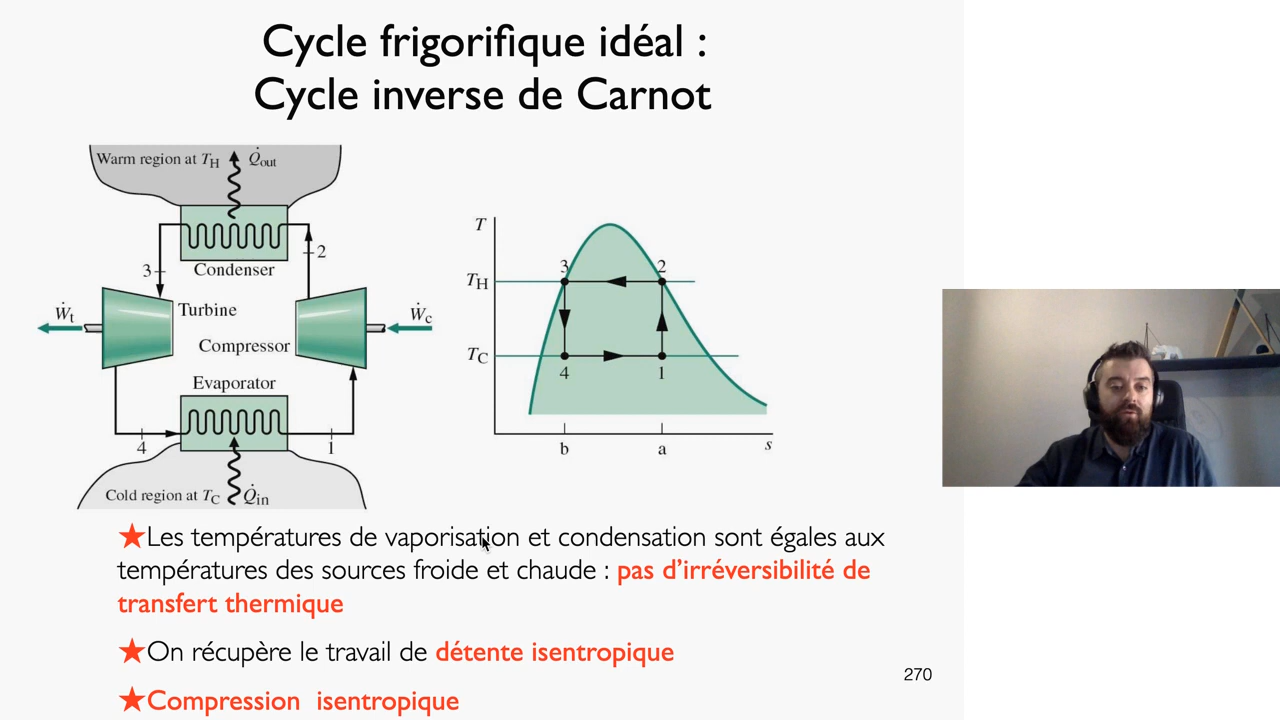 Cycle frigorifique idéal :
Cycle inverse de Carnot
Warm region at TH
Q̇out
2
3
Condenser
Ẇt
Turbine
Ẇc
Compressor
Evaporator
4
1
Cold region at TC
Q̇in
T
3
2
TH
TC
4
1
b
a
s
★Les températures de vaporisation et condensation sont égales aux
températures des sources froide et chaude : pas d’irréversibilité de
transfert thermique
★On récupère le travail de détente isentropique
270
★Compression isentropique